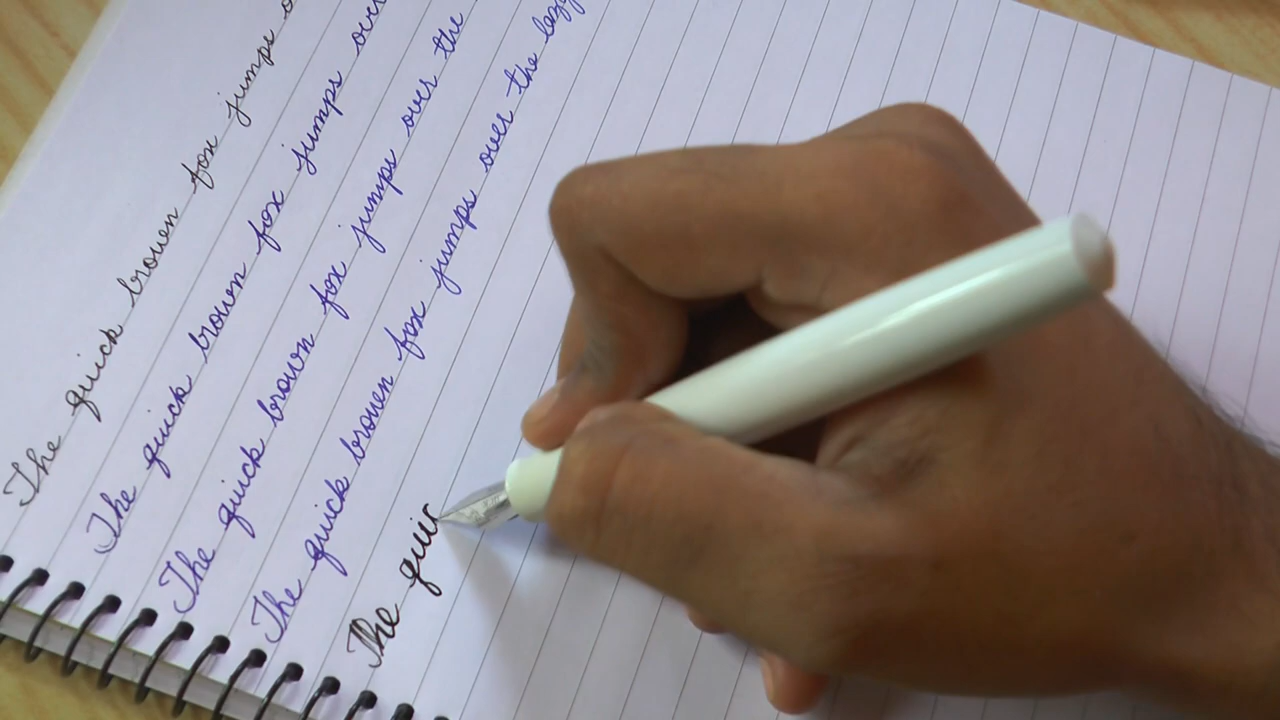 The quick brown fox jumps o
The quick brown fox jumps over
The quick brown fox jumps over the
The quick brown fox jumps over the lazy
The quic